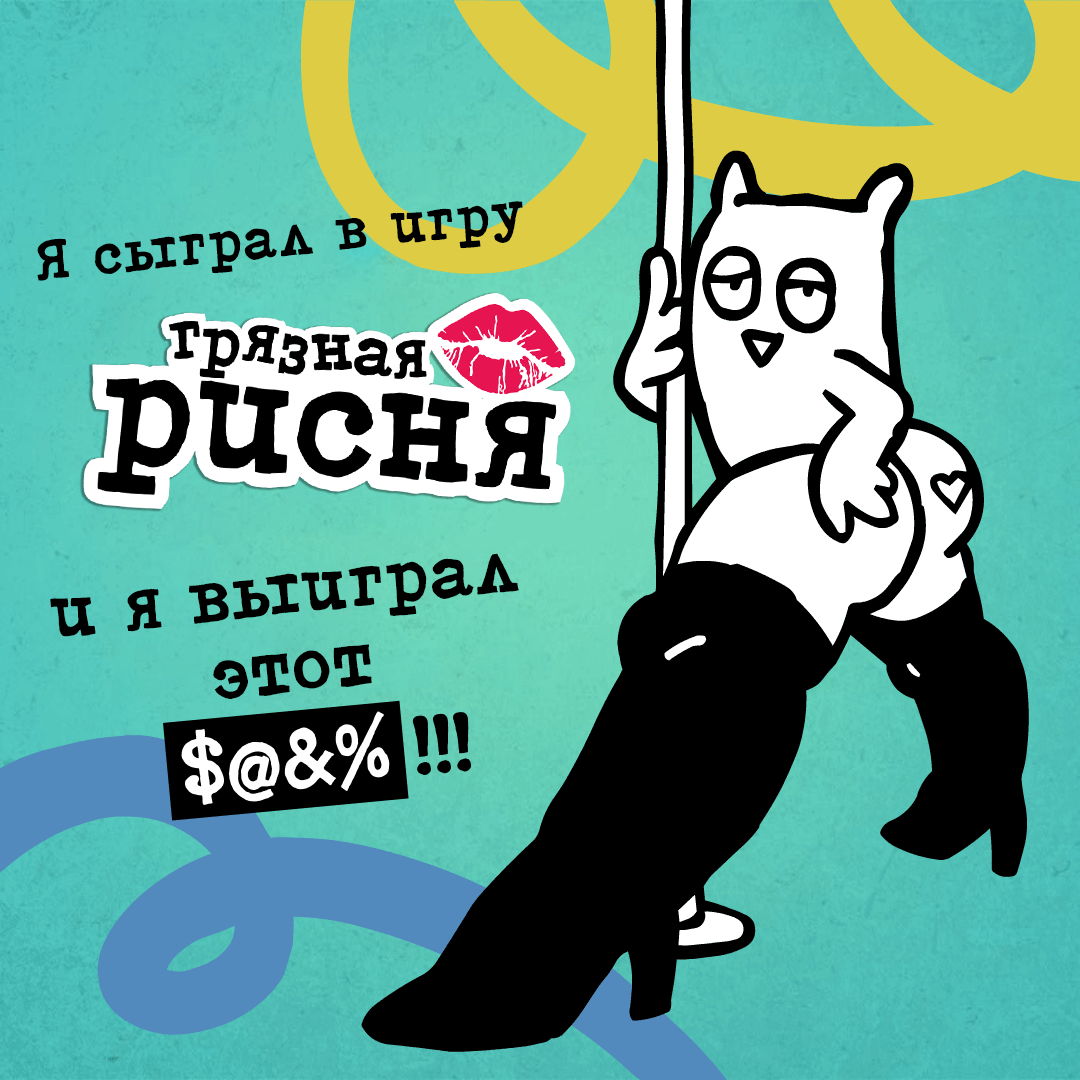 Я сыграл в игру
грязная
рисня
и я выиграл
этот
$@&%!!!